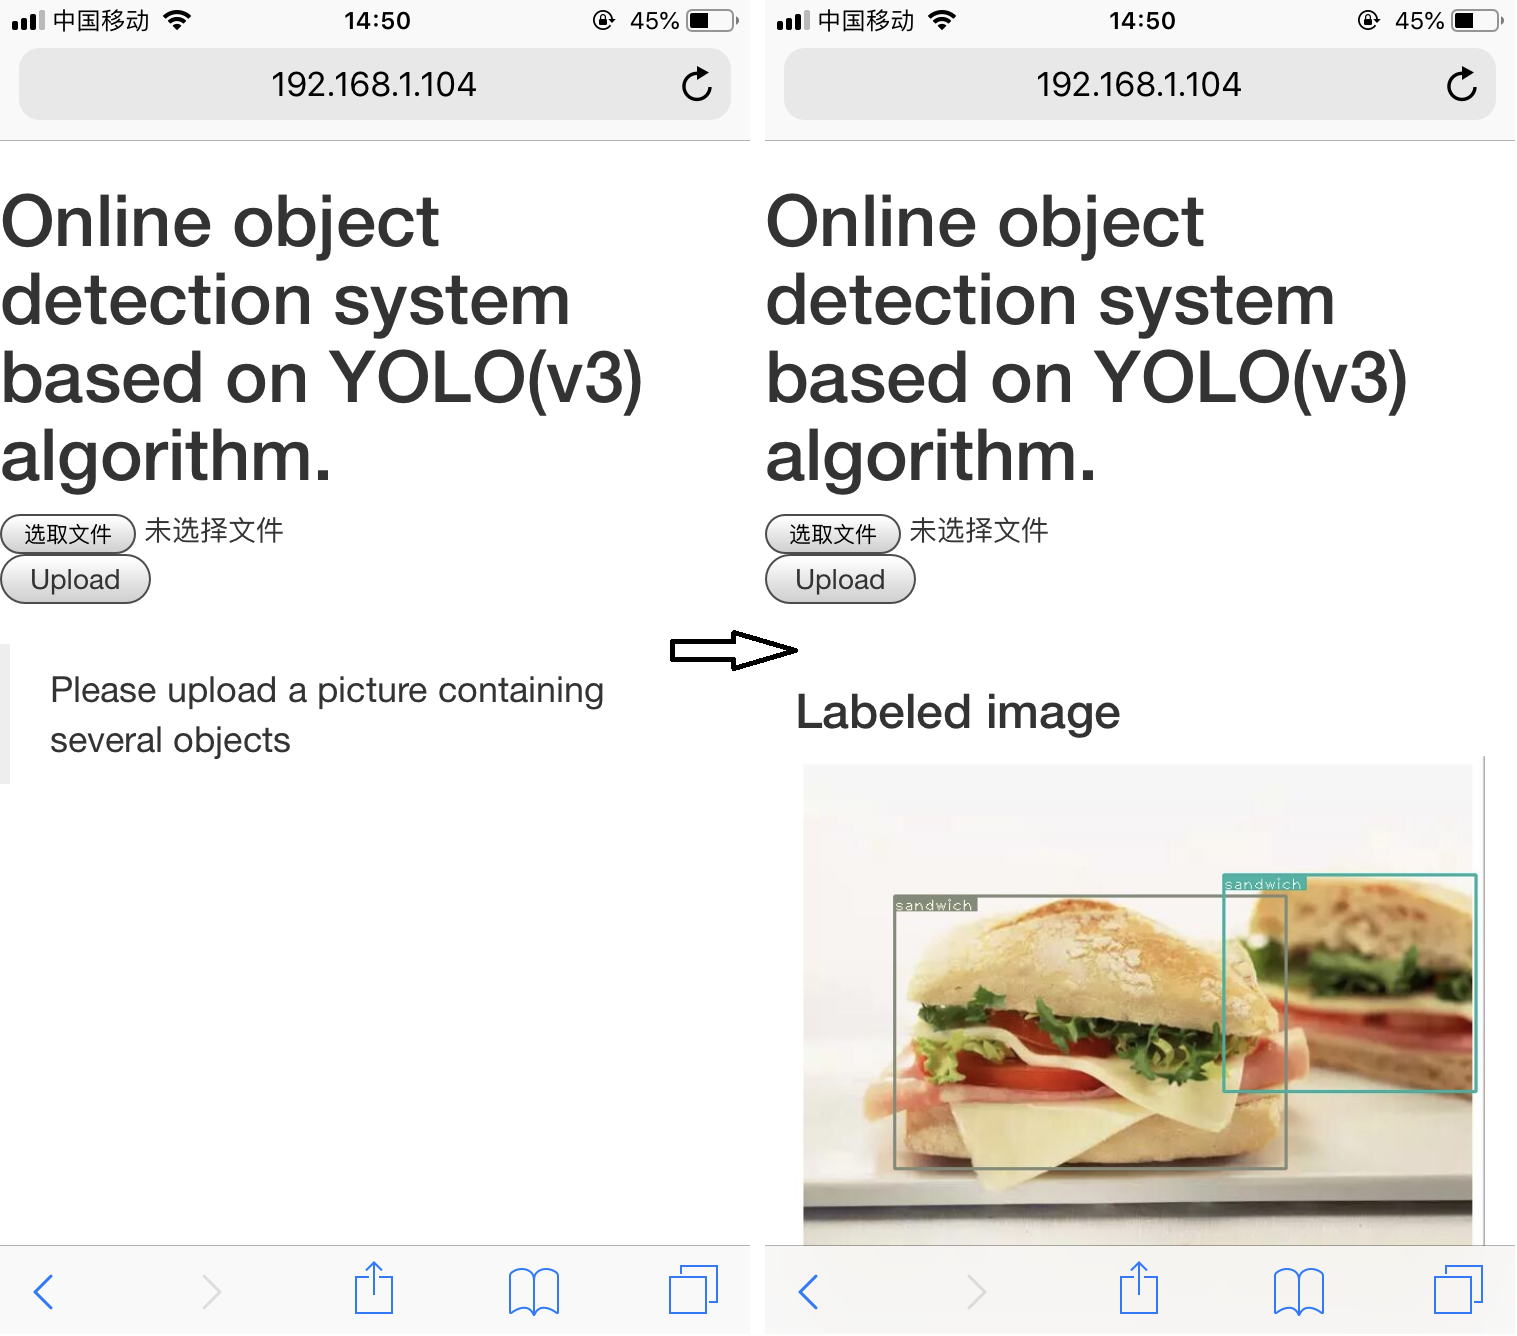 中国移动 14:50 45%
192.168.1.104
Online object
detection system
based on YOLO(v3)
algorithm.
选取文件 未选择文件
Upload
Please upload a picture containing
several objects
中国移动 14:50 45%
192.168.1.104
Online object
detection system
based on YOLO(v3)
algorithm.
选取文件 未选择文件
Upload
Labeled image
sandwich
sandwich